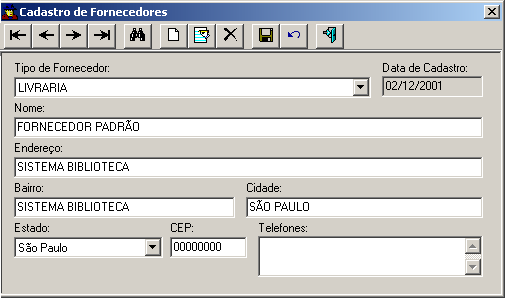 Cadastro de Fornecedores
Tipo de Fornecedor: Data de Cadastro:
LIVRARIA 02/12/2001
Nome:
FORNECEDOR PADRÃO
Endereço:
SISTEMA BIBLIOTECA
Bairro: Cidade:
SISTEMA BIBLIOTECA SÃO PAULO
Estado: CEP: Telefones:
São Paulo 00000000